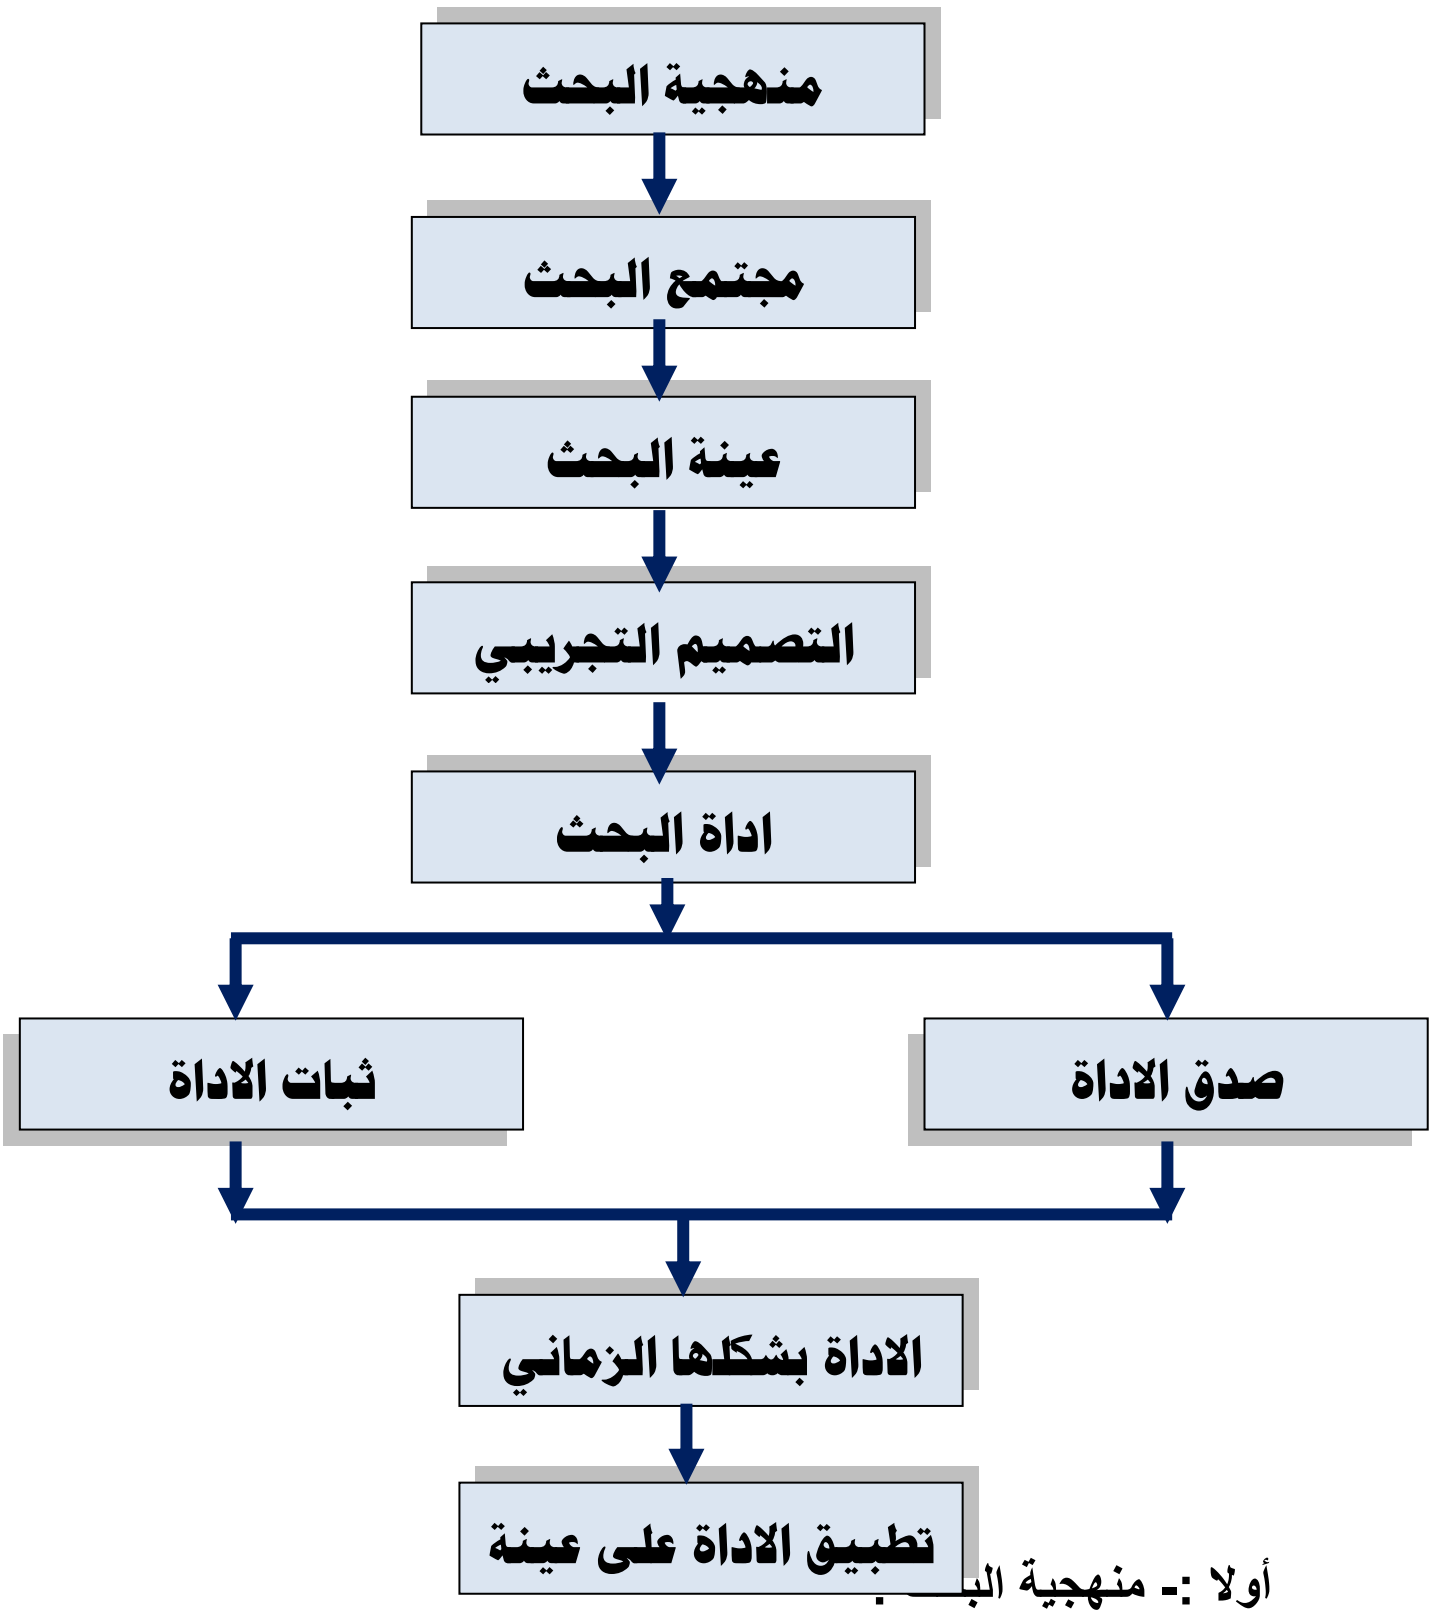 منهجية البحث
مجتمع البحث
عينة البحث
التصميم التجريبي
اداة البحث
صدق الاداة
ثبات الاداة
الاداة بشكلها الزماني
تطبيق الاداة على عينة
أولا :- منهجية